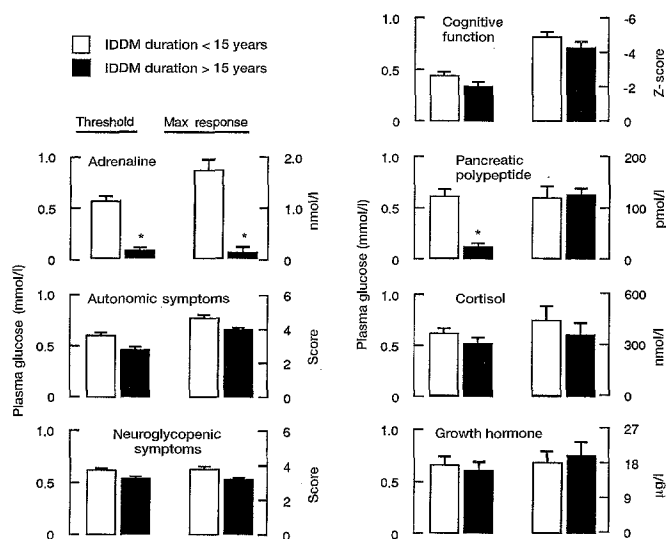 IDDM duration < 15 years
IDDM duration > 15 years
Threshold
Max response
Adrenaline
1.0
0.5
0
*
*
2.0
1.0
0
nmol/l
Autonomic symptoms
1.0
0.5
0
6
4
2
0
Score
Neuroglycopenic
symptoms
1.0
0.5
0
6
4
2
0
Score
Plasma glucose (mmol/l)
Cognitive
function
1.0
0.5
0
-6
-4
-2
0
Z- score
Pancreatic
polypeptide
1.0
0.5
0
*
200
100
0
pmol/l
Cortisol
1.0
0.5
0
600
300
0
nmol/l
Growth hormone
1.0
0.5
0
27
18
9
0
µg/l
Plasma glucose (mmol/l)